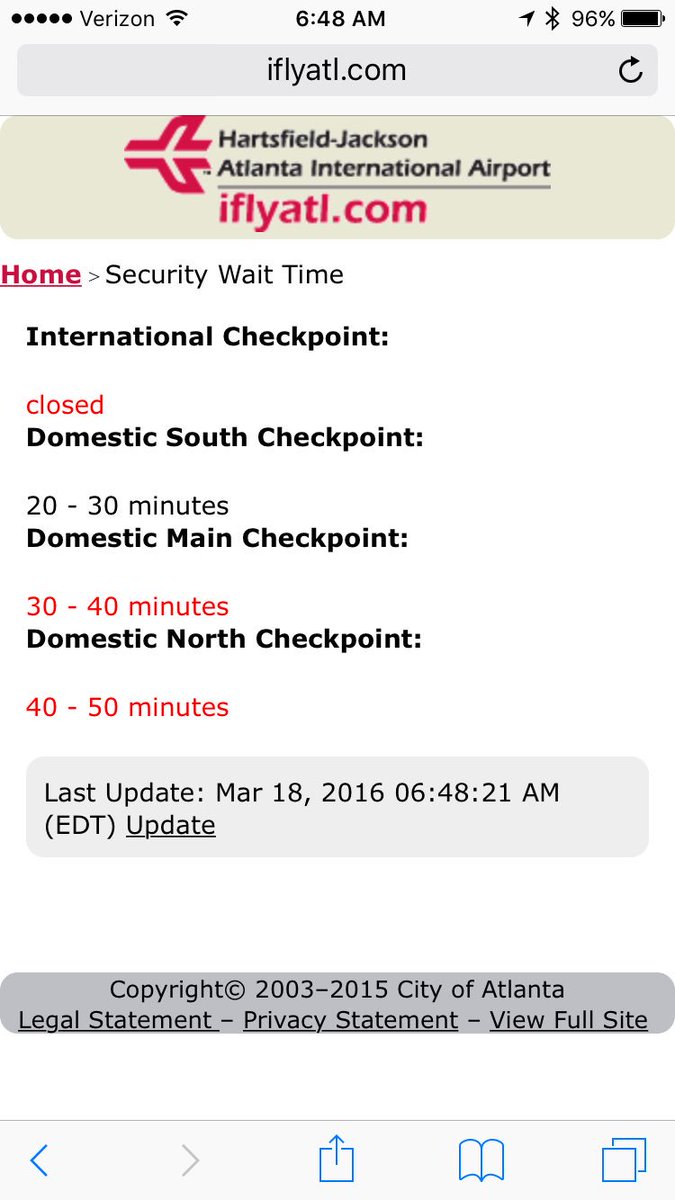 Verizon 6:48 AM 96%
iflyatl.com
Hartsfield-Jackson
Atlanta International Airport
iflyatl.com
Home > Security Wait Time
International Checkpoint:
closed
Domestic South Checkpoint:
20 - 30 minutes
Domestic Main Checkpoint:
30 - 40 minutes
Domestic North Checkpoint:
40 - 50 minutes
Last Update: Mar 18, 2016 06:48:21 AM
(EDT) Update
Copyright© 2003–2015 City of Atlanta
Legal Statement – Privacy Statement – View Full Site